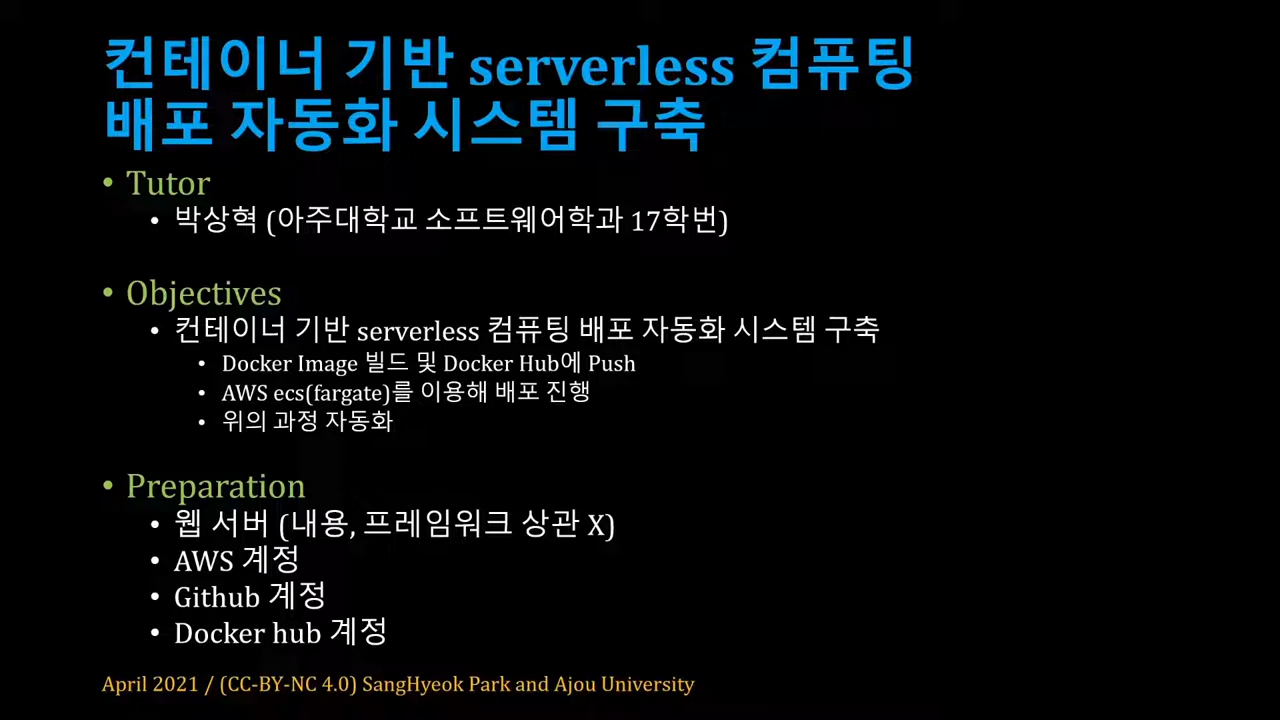 컨테이너 기반 serverless 컴퓨팅
배포 자동화 시스템 구축
• Tutor
• 박상혁 (아주대학교 소프트웨어학과 17학번)
• Objectives
• 컨테이너 기반 serverless 컴퓨팅 배포 자동화 시스템 구축
• Docker Image 빌드 및 Docker Hub에 Push
• AWS ecs(fargate)를 이용해 배포 진행
• 위의 과정 자동화
• Preparation
• 웹 서버 (내용, 프레임워크 상관 X)
• AWS 계정
• Github 계정
• Docker hub 계정
April 2021 / (CC-BY-NC 4.0) SangHyeok Park and Ajou University